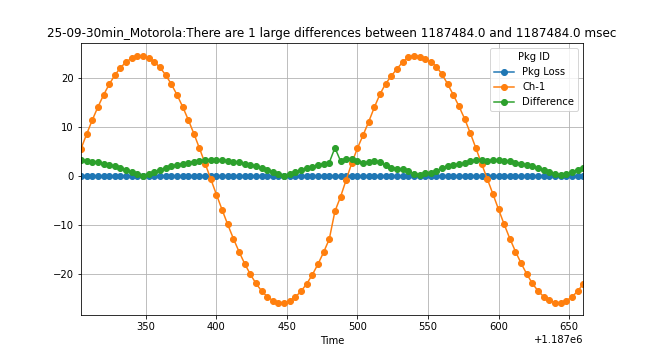 25-09-30min_Motorola:There are 1 large differences between 1187484.0 and 1187484.0 msec
Pkg ID
Pkg Loss
Ch-1
Difference
20
10
0
−10
−20
350
400
450
500
550
600
650
Time
+1.187e6